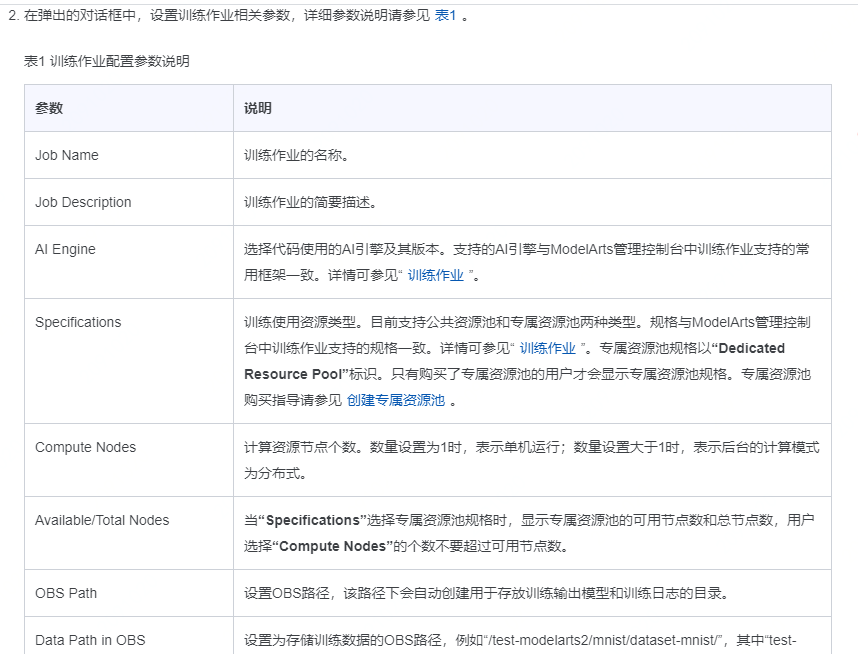 2. 在弹出的对话框中，设置训练作业相关参数，详细参数说明请参见 表1 。
表1 训练作业配置参数说明
参数
说明
Job Name
训练作业的名称。
Job Description
训练作业的简要描述。
AI Engine
选择代码使用的AI引擎及其版本。支持的AI引擎与ModelArts管理控制台中训练作业支持的常
用框架一致。详情可参见“ 训练作业 ”。
Specifications
训练使用资源类型。目前支持公共资源池和专属资源池两种类型。规格与ModelArts管理控制
台中训练作业支持的规格一致。详情可参见“ 训练作业 ”。专属资源池规格以“Dedicated
Resource Pool”标识。只有购买了专属资源池的用户才会显示专属资源池规格。专属资源池
购买指导请参见 创建专属资源池 。
Compute Nodes
计算资源节点个数。数量设置为1时，表示单机运行；数量设置大于1时，表示后台的计算模式
为分布式。
Available/Total Nodes
当“Specifications”选择专属资源池规格时，显示专属资源池的可用节点数和总节点数，用户
选择“Compute Nodes”的个数不要超过可用节点数。
OBS Path
设置OBS路径，该路径下会自动创建用于存放训练输出模型和训练日志的目录。
Data Path in OBS
设置为存储训练数据的OBS路径，例如“/test-modelarts2/mnist/dataset-mnist/”，其中“test-